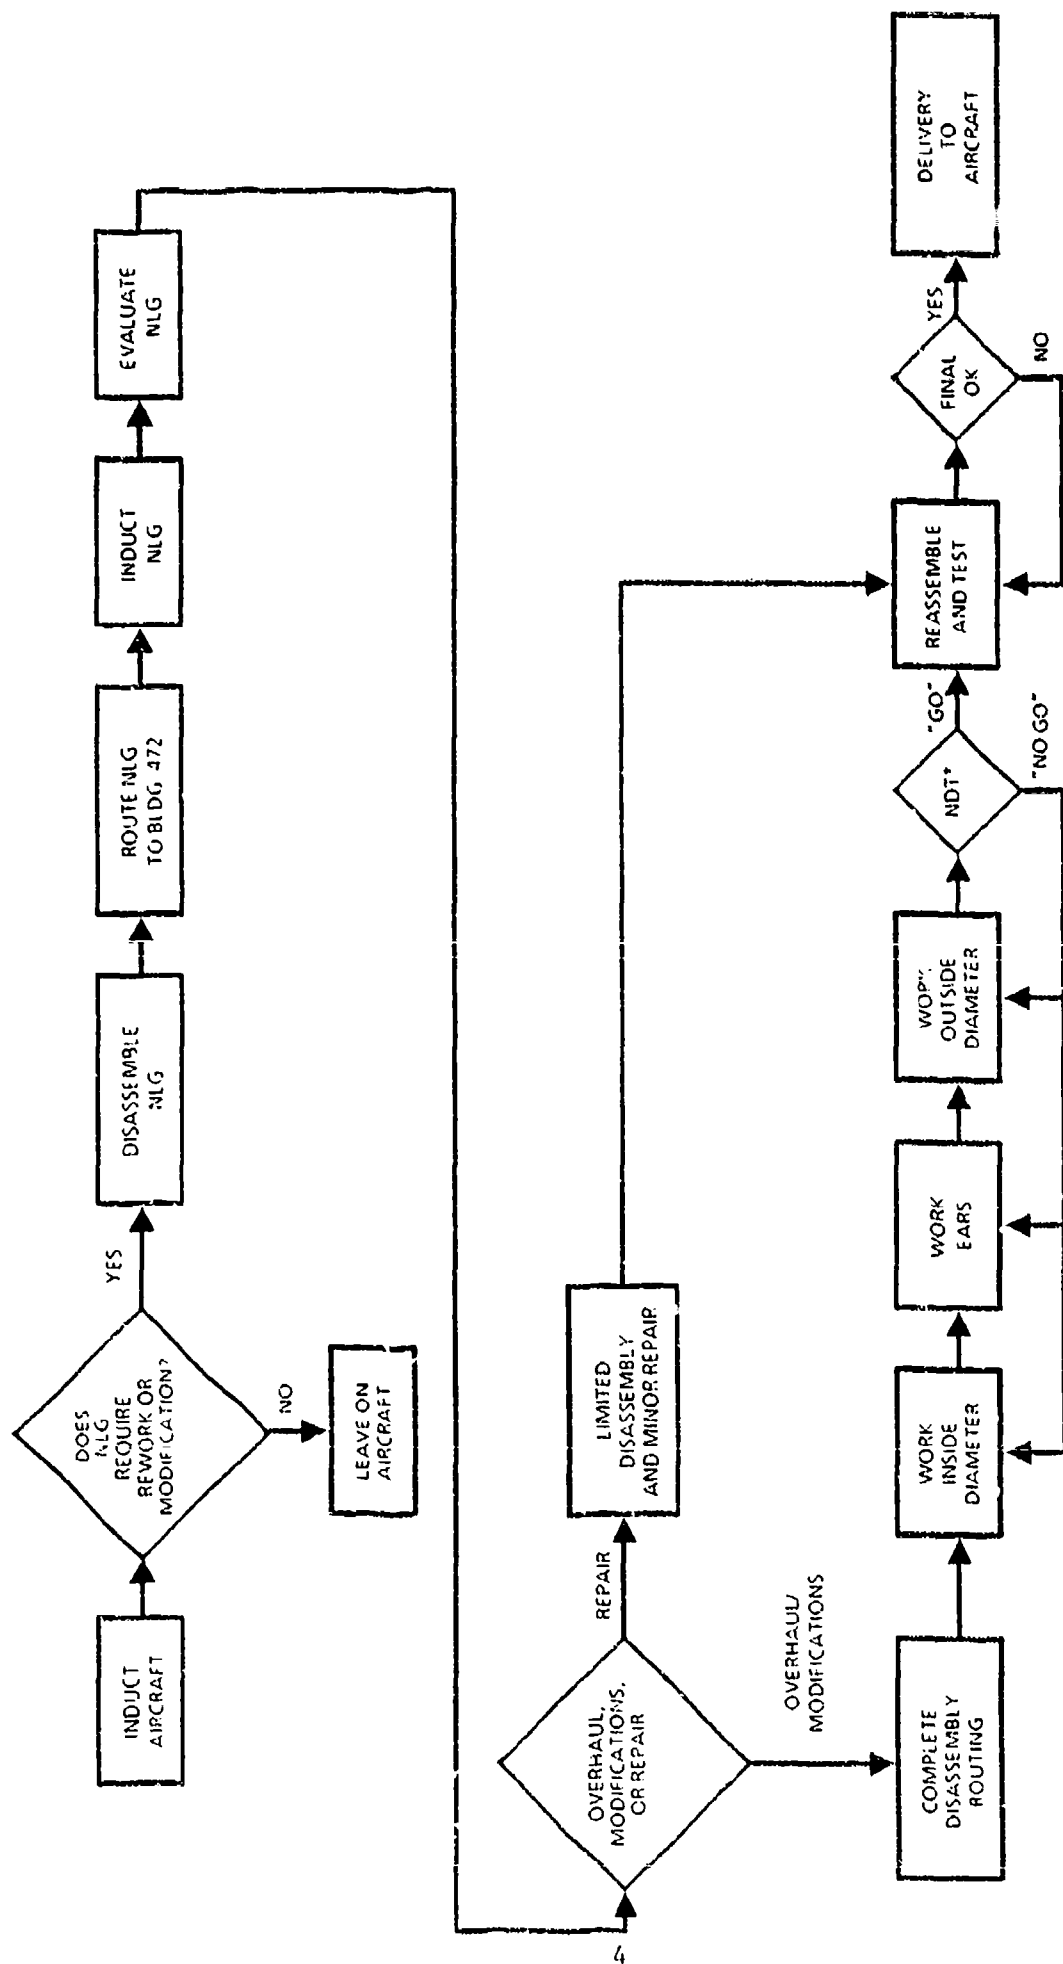 INDUCT
AIRCRAFT
DOES
NLG
REQUIRE
REWORK OR
MODIFICATION?
YES
NO
LEAVE ON
AIRCRAFT
DISASSEMBLE
NLG
ROUTE NLG
TO BLDG 472
INDUCT
NLG
EVALUATE
NLG
OVERHAUL,
MODIFICATIONS,
OR REPAIR
REPAIR
LIMITED
DISASSEMBLY
AND MINOR REPAIR
OVERHAUL/
MODIFICATIONS
COMPLETE
DISASSEMBLY
ROUTING
WORK
INSIDE
DIAMETER
WORK
EARS
WORK
OUTSIDE
DIAMETER
NDT*
"GO"
"NO GO"
REASSEMBLE
AND TEST
FINAL
OK
YES
NO
DELIVERY
TO
AIRCRAFT
4